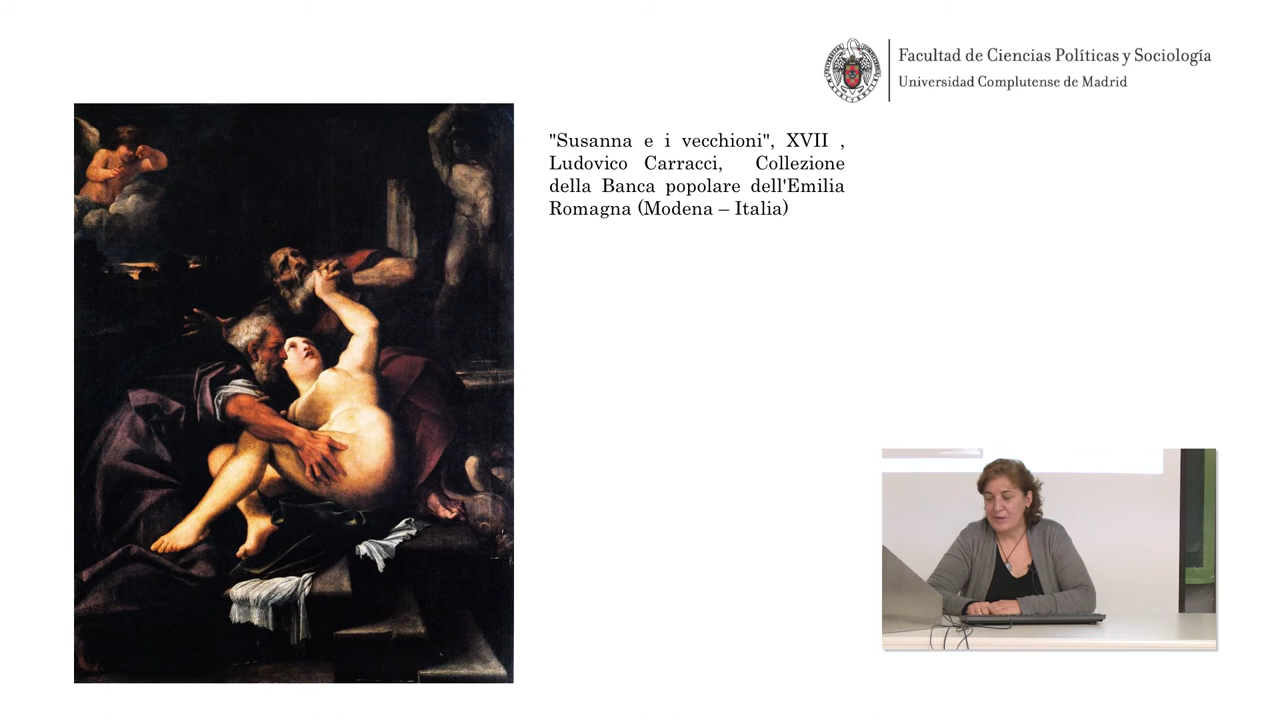 Facultad de Ciencias Políticas y Sociología
Universidad Complutense de Madrid
"Susanna e i vecchioni", XVII ,
Ludovico Carracci, Collezione
della Banca popolare dell'Emilia
Romagna (Modena – Italia)